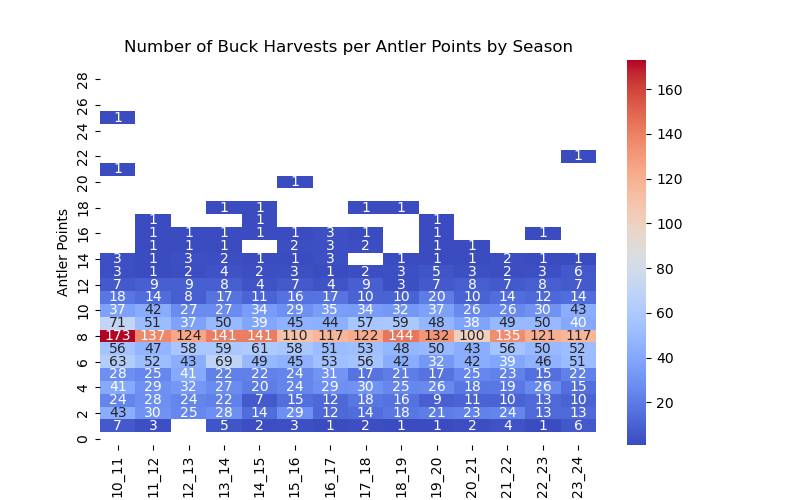 Number of Buck Harvests per Antler Points by Season
28
26
1
24
22 1
1
20 1
18 1 1 1 1
1 1 1
16 1 1 1 1 1 3 1 1 1
1 1 1 2 3 2 1 1
14 3 1 3 2 1 1 3 1 1 1 2 1 1
3 1 2 4 2 3 1 2 3 5 3 2 3 6
12 7 9 9 8 4 7 4 9 3 7 8 7 8 7
18 14 8 17 11 16 17 10 10 20 10 14 12 14
10 37 42 27 27 34 29 35 34 32 37 26 26 30 43
71 51 37 50 39 45 44 57 59 48 38 49 50 40
8 173 137 124 141 141 110 117 122 144 132 100 135 121 117
56 47 58 59 61 58 51 53 48 50 43 56 50 52
6 63 52 43 69 49 45 53 56 42 32 42 39 46 51
28 25 41 22 22 24 31 17 21 17 25 23 15 22
4 41 29 32 27 20 24 29 30 25 26 18 19 26 15
24 28 24 22 7 15 12 18 16 9 11 10 13 10
2 43 30 25 28 14 29 12 14 18 21 23 24 13 13
7 3 5 2 3 1 2 1 1 2 4 1 6
0
Antler Points
10_11 11_12 12_13 13_14 14_15 15_16 16_17 17_18 18_19 19_20 20_21 21_22 22_23 23_24
160
140
120
100
80
60
40
20